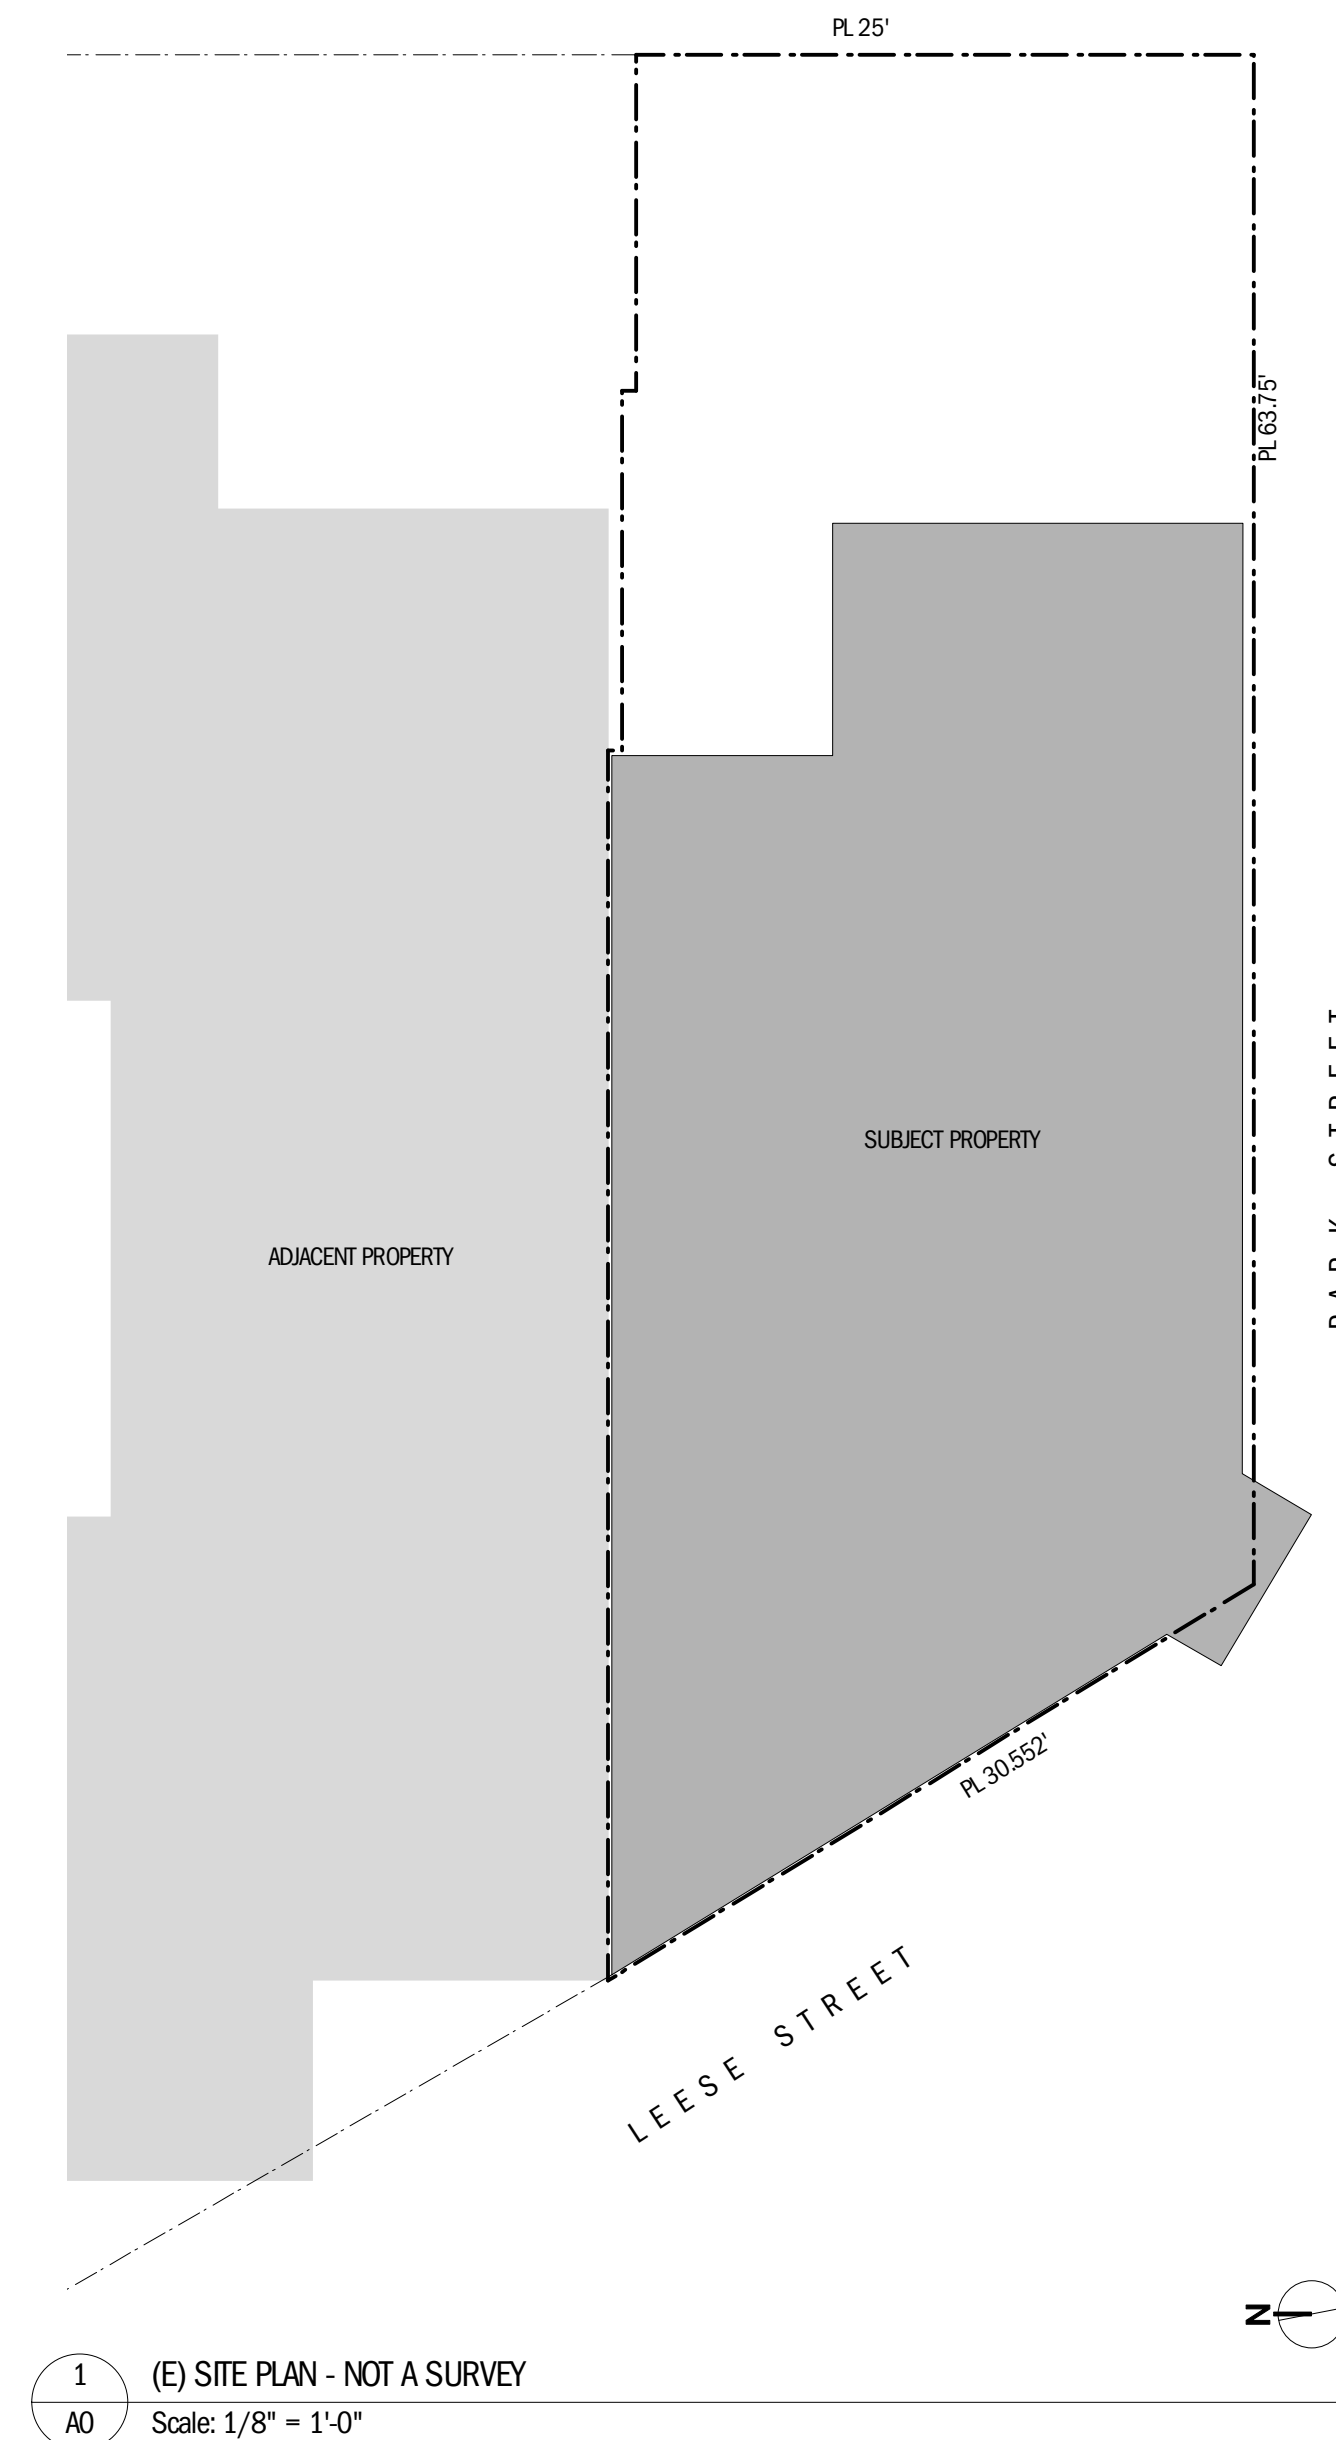 PL 25'
PL 63.75'
SUBJECT PROPERTY
ADJACENT PROPERTY
PL 30.552'
LEESE STREET
N
1
A0
(E) SITE PLAN - NOT A SURVEY
Scale: 1/8" = 1'-0"